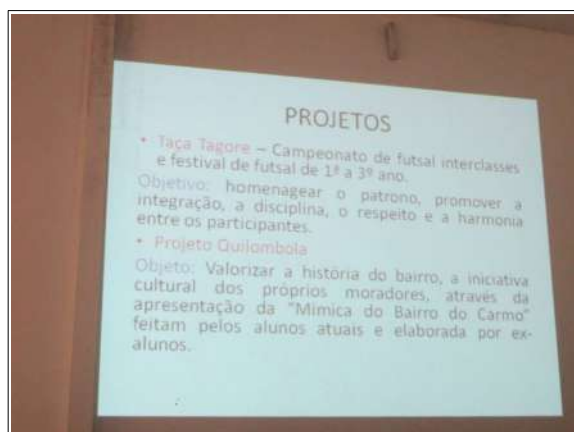 PROJETOS
• Taça Tagore – Campeonato de futsal interclasses
e festival de futsal de 1ª a 3º ano.
Objetivo: homenagear o patrono, promover a
integração, a disciplina, o respeito e a harmonia
entre os participantes.
• Projeto Quilombola
Objeto: Valorizar a história do bairro, a iniciativa
cultural dos próprios moradores, através da
apresentação da "Mímica do Bairro do Carmo"
feitam pelos alunos atuais e elaborada por ex-
alunos.